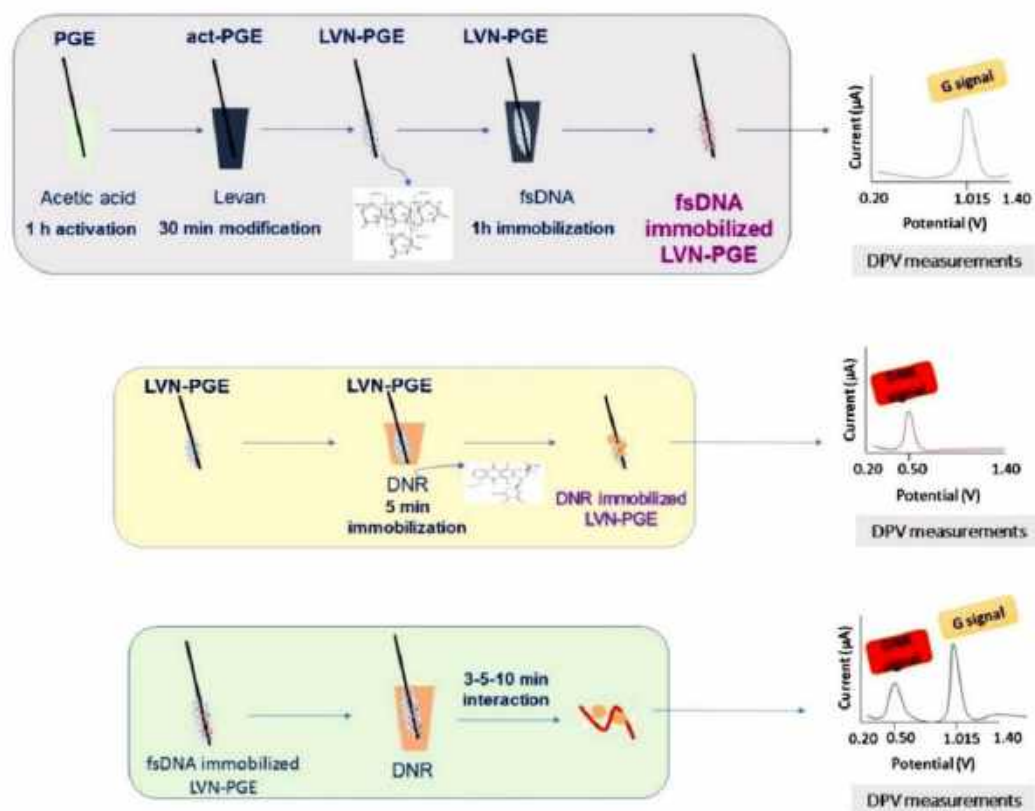 PGE
act-PGE
LVN-PGE
LVN-PGE
Acetic acid
1 h activation
Levan
30 min modification
fsDNA
1h immobilization
fsDNA
immobilized
LVN-PGE
G signal
Current (µA)
0.20
1.015
1.40
Potential (V)
DPV measurements
LVN-PGE
LVN-PGE
DNR
5 min
immobilization
DNR immobilized
LVN-PGE
Current (µA)
0.20
0.50
1.40
Potential (V)
DPV measurements
fsDNA immobilized
LVN-PGE
DNR
3-5-10 min
interaction
G signal
Current (µA)
0.20
0.50
1.015
1.40
Potential (V)
DPV measurements